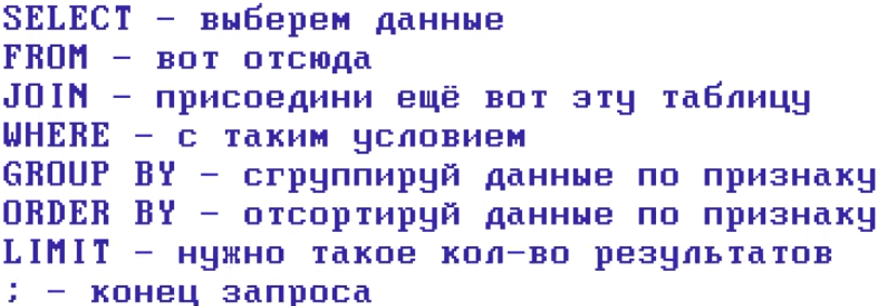 SELECT – выберем данные
FROM – вот отсюда
JOIN – присоедини ещё вот эту таблицу
WHERE – с таким условием
GROUP BY – сгруппируй данные по признаку
ORDER BY – отсортируй данные по признаку
LIMIT – нужно такое кол-во результатов
; – конец запроса